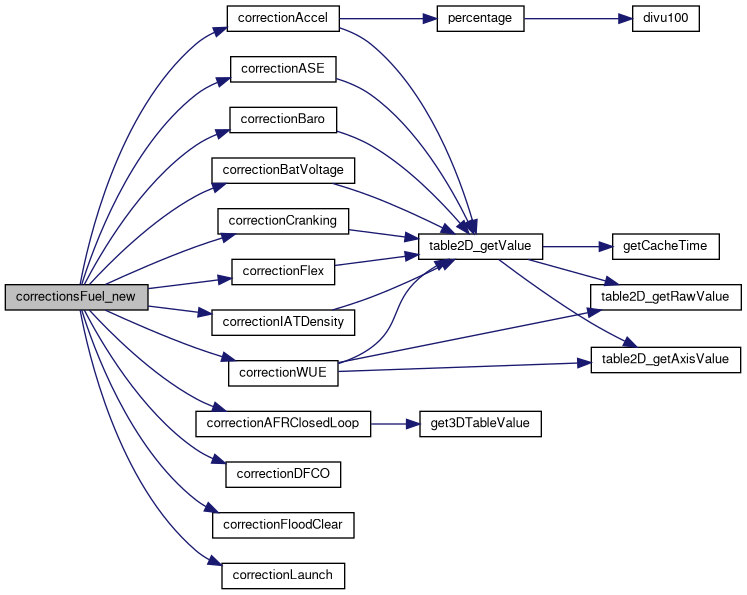 correctionsFuel_new
correctionAccel
correctionASE
correctionBaro
correctionBatVoltage
correctionCranking
correctionFlex
correctionIATDensity
correctionWUE
correctionAFRClosedLoop
correctionDFCO
correctionFloodClear
correctionLaunch
percentage
table2D_getValue
get3DTableValue
divu100
getCacheTime
table2D_getRawValue
table2D_getAxisValue